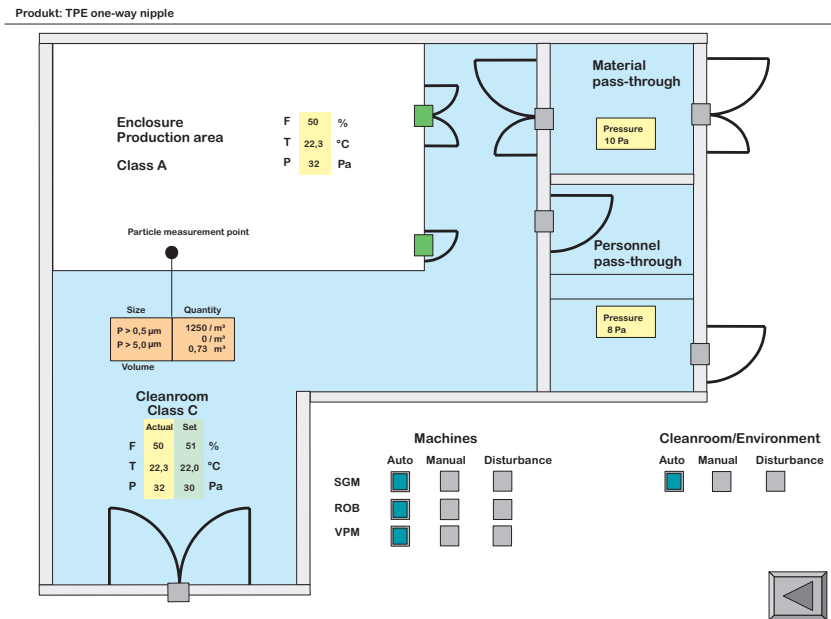 Produkt: TPE one-way nipple
Enclosure
Production area
Class A
F 50 %
T 22,3 °C
P 32 Pa
Material
pass-through
Pressure
10 Pa
Personnel
pass-through
Pressure
8 Pa
Particle measurement point
Size Quantity
P > 0,5 µm 1250 / m³
P > 5,0 µm 0 / m³
0,73 m³
Volume
Cleanroom
Class C
Actual Set
F 50 51 %
T 22,3 22,0 °C
P 32 30 Pa
Machines
Auto Manual Disturbance
SGM
ROB
VPM
Cleanroom/Environment
Auto Manual Disturbance